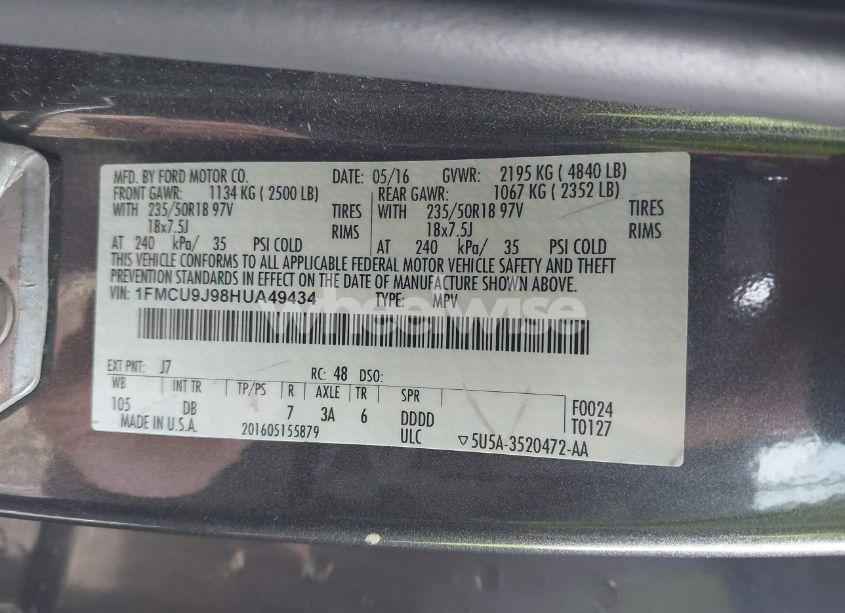 MFD. BY FORD MOTOR CO. DATE: 05/16 GVWR: 2195 KG ( 4840 LB)
FRONT GAWR: 1134 KG ( 2500 LB) REAR GAWR: 1067 KG ( 2352 LB)
WITH 235/50R18 97V TIRES WITH 235/50R18 97V TIRES
18x7.5J RIMS 18x7.5J RIMS
AT 240 kPa/ 35 PSI COLD AT 240 kPa/ 35 PSI COLD
THIS VEHICLE CONFORMS TO ALL APPLICABLE FEDERAL MOTOR VEHICLE SAFETY AND THEFT
PREVENTION STANDARDS IN EFFECT ON THE DATE OF MANUFACTURE SHOWN ABOVE.
VIN: 1FMCU9J98HUA49434 TYPE: MPV
wheelwise
EXT PNT: J7 RC: 48 DSO:
WB INT TR TP/PS R AXLE TR SPR
105 DB 7 3A 6 DDDD F0024
MADE IN U.S.A. 201605155879 ULC T0127
▽5U5A-3520472-AA